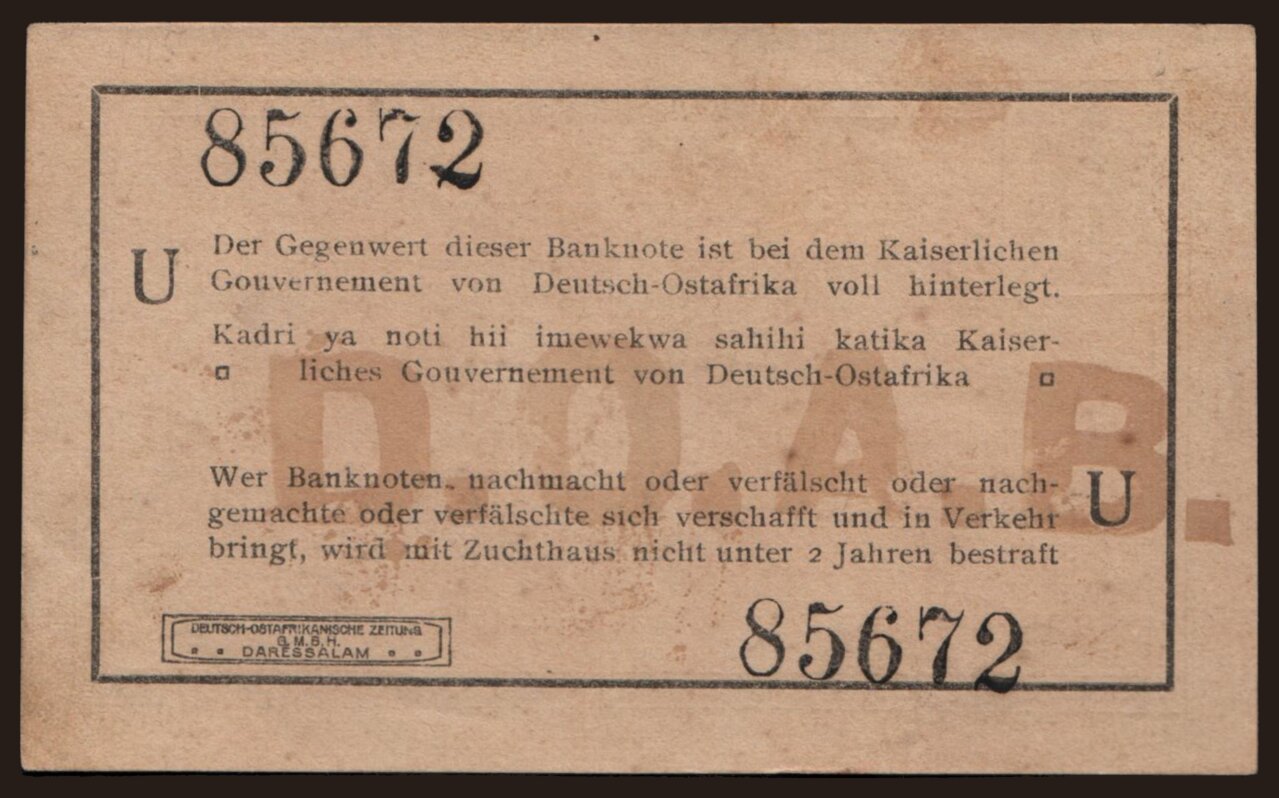 85672
U
Der Gegenwert dieser Banknote ist bei dem Kaiserlichen
Gouvernement von Deutsch-Ostafrika voll hinterlegt.
Kadri ya noti hii imewekwa sahihi katika Kaiser-
liches Gouvernement von Deutsch-Ostafrika
D.O.A.B.
Wer Banknoten nachmacht oder verfälscht oder nach-
gemachte oder verfälschte sich verschafft und in Verkehr
bringt, wird mit Zuchthaus nicht unter 2 Jahren bestraft
U
DEUTSCH-OSTAFRIKANISCHE ZEITUNG
G.M.B.H.
DARESSALAM
85672